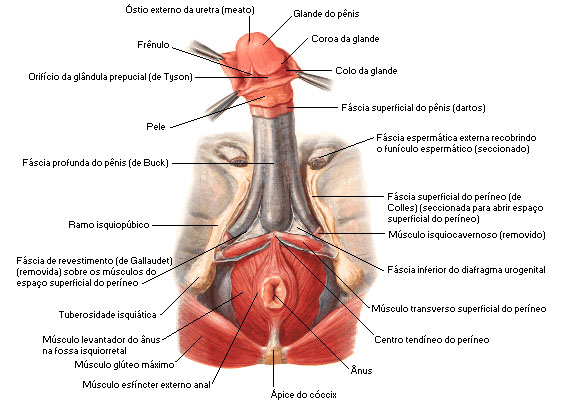 Óstio externo da uretra (meato)
Glande do pênis
Coroa da glande
Frênulo
Colo da glande
Orifício da glândula prepucial (de Tyson)
Fáscia superficial do pênis (dartos)
Pele
Fáscia espermática externa recobrindo
o funículo espermático (seccionado)
Fáscia profunda do pênis (de Buck)
Fáscia superficial do períneo (de
Colles) (seccionada para abrir espaço
superficial do períneo)
Ramo isquiopúbico
Músculo isquiocavernoso (removido)
Fáscia de revestimento (de Gallaudet)
(removida) sobre os músculos do
espaço superficial do períneo
Fáscia inferior do diafragma urogenital
Tuberosidade isquiática
Músculo transverso superficial do períneo
Músculo levantador do ânus
na fossa isquiorretal
Centro tendíneo do períneo
Músculo glúteo máximo
Ânus
Músculo esfíncter externo anal
Ápice do cóccix